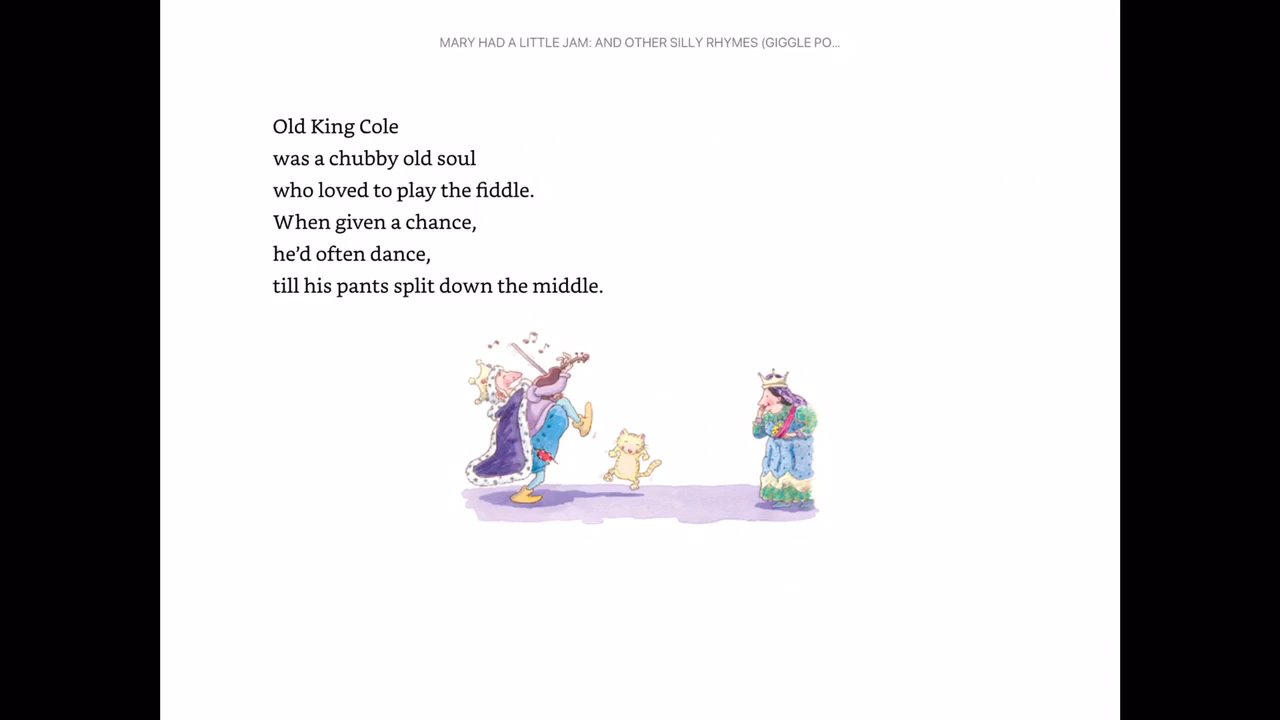 MARY HAD A LITTLE JAM: AND OTHER SILLY RHYMES (GIGGLE PO...
Old King Cole
was a chubby old soul
who loved to play the fiddle.
When given a chance,
he’d often dance,
till his pants split down the middle.